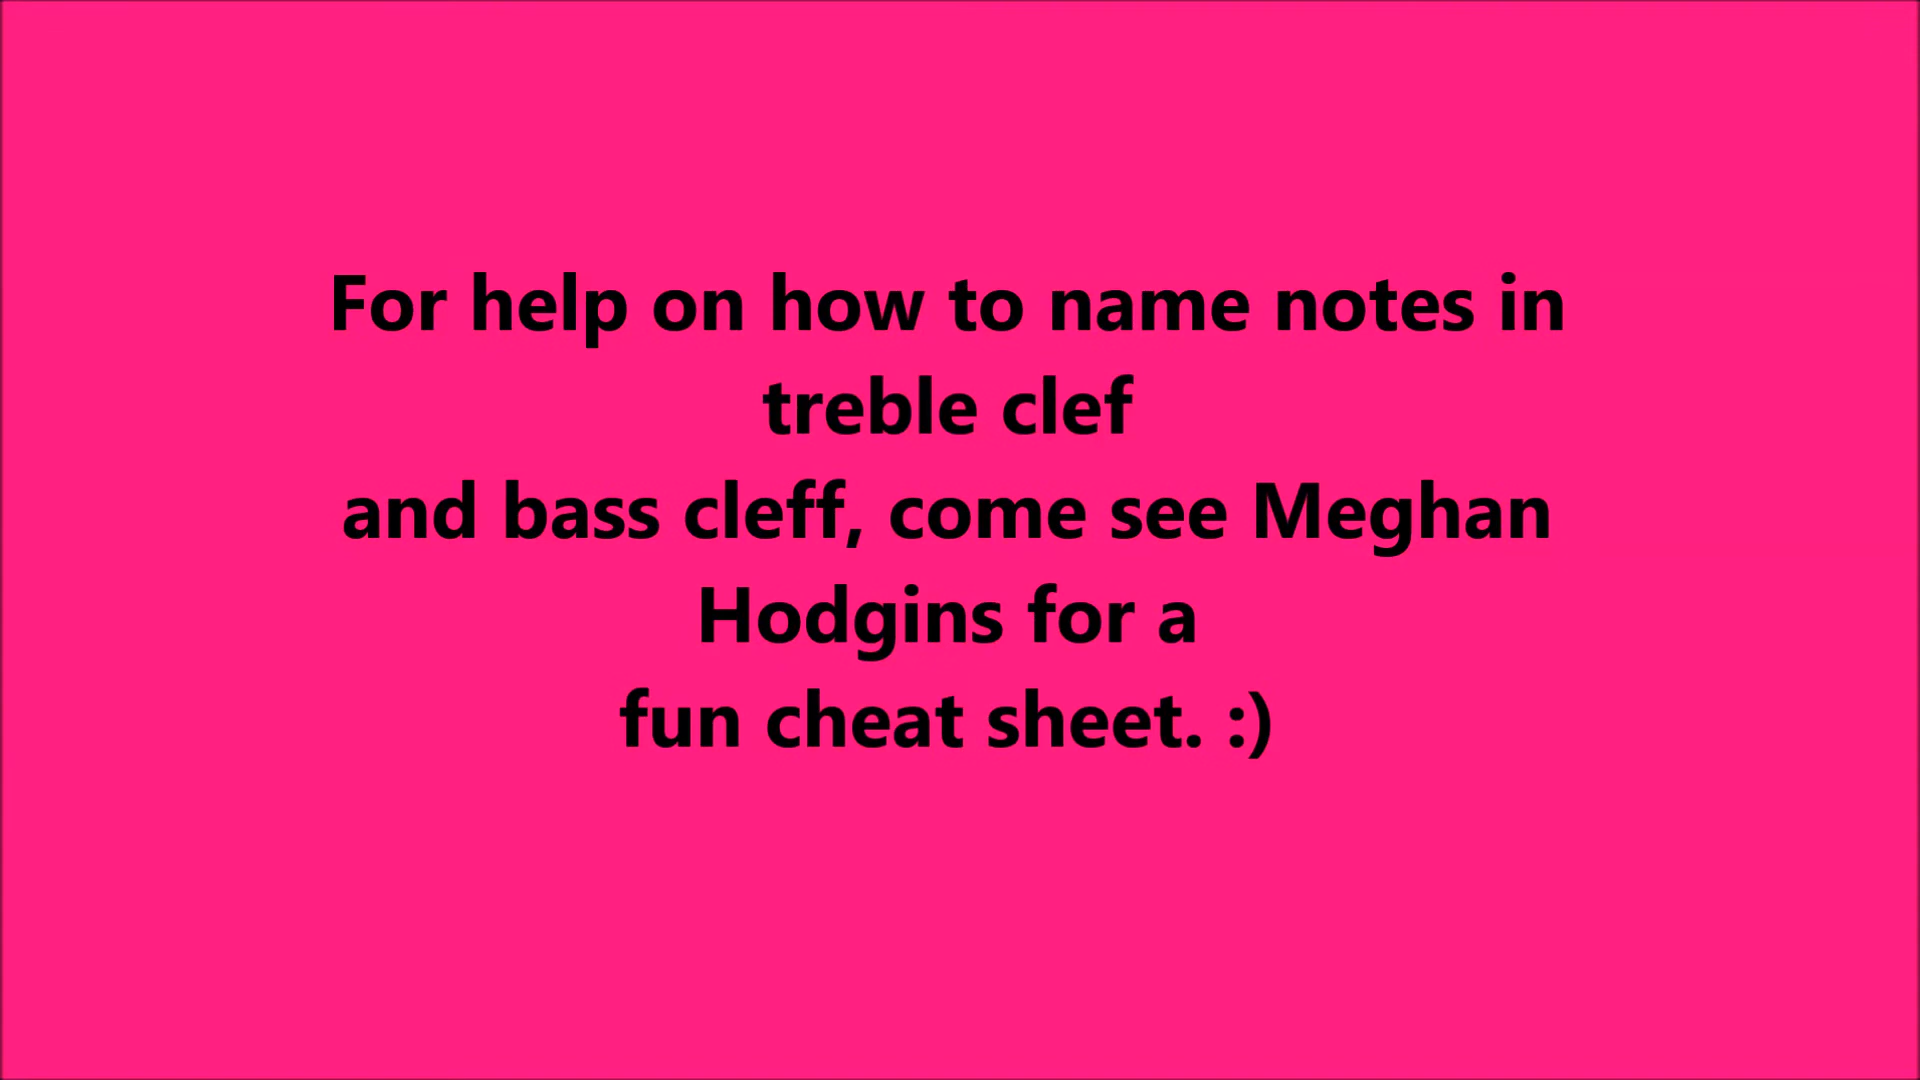 For help on how to name notes in
treble clef
and bass cleff, come see Meghan
Hodgins for a
fun cheat sheet. :)